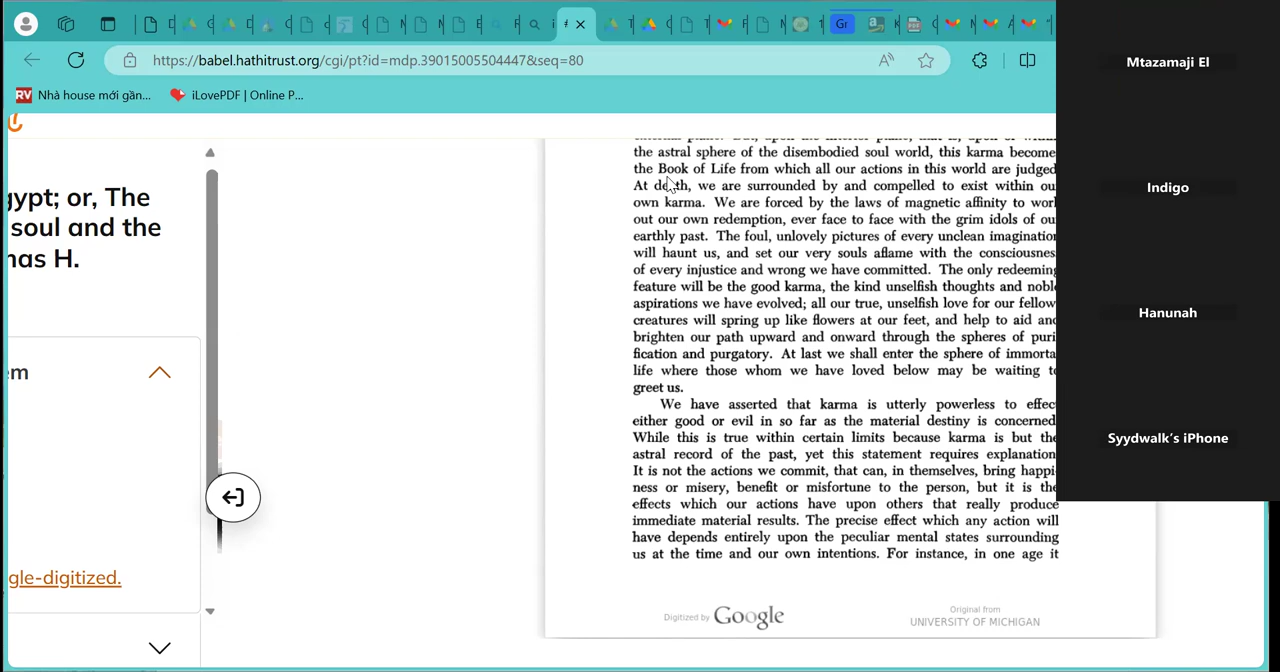 Gr
https://babel.hathitrust.org/cgi/pt?id=mdp.39015005504447&seq=80
RV Nhà house mới gần...
iLovePDF | Online P...
Mtazamaji El
Indigo
Hanunah
Syydwalk’s iPhone
gypt; or, The
soul and the
nas H.
em
gle-digitized.
the astral sphere of the disembodied soul world, this karma become
the Book of Life from which all our actions in this world are judged
At death, we are surrounded by and compelled to exist within ou
own karma. We are forced by the laws of magnetic affinity to worl
out our own redemption, ever face to face with the grim idols of ou
earthly past. The foul, unlovely pictures of every unclean imagination
will haunt us, and set our very souls aflame with the consciousnes
of every injustice and wrong we have committed. The only redeeming
feature will be the good karma, the kind unselfish thoughts and noble
aspirations we have evolved; all our true, unselfish love for our fellow
creatures will spring up like flowers at our feet, and help to aid and
brighten our path upward and onward through the spheres of puri
fication and purgatory. At last we shall enter the sphere of immorta
life where those whom we have loved below may be waiting to
greet us.
We have asserted that karma is utterly powerless to effec
either good or evil in so far as the material destiny is concerned
While this is true within certain limits because karma is but the
astral record of the past, yet this statement requires explanation
It is not the actions we commit, that can, in themselves, bring happi
ness or misery, benefit or misfortune to the person, but it is the
effects which our actions have upon others that really produce
immediate material results. The precise effect which any action will
have depends entirely upon the peculiar mental states surrounding
us at the time and our own intentions. For instance, in one age it
Digitized by Google
Original from
UNIVERSITY OF MICHIGAN